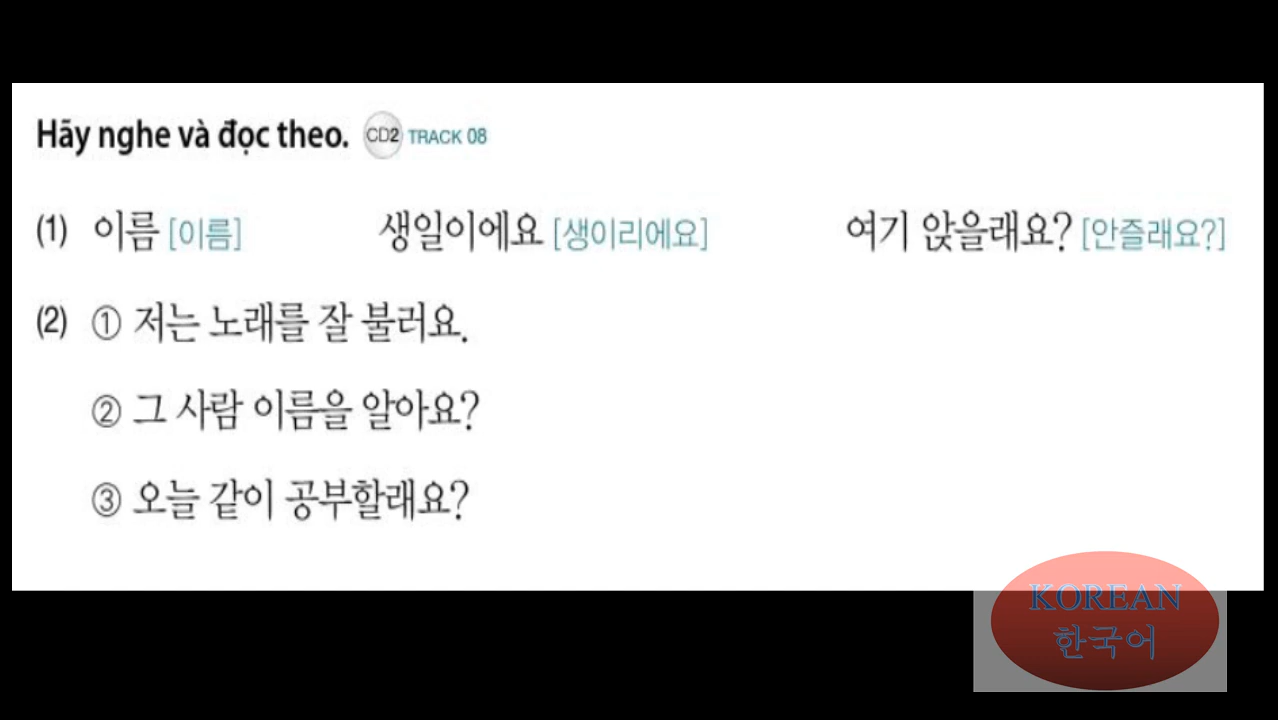 Hãy nghe và đọc theo. CD2 TRACK 08
(1) 이름 [이름] 생일이에요 [생이리에요] 여기 앉을래요? [안즐래요?]
(2) ① 저는 노래를 잘 불러요.
② 그 사람 이름을 알아요?
③ 오늘 같이 공부할래요?
KOREAN
한국어